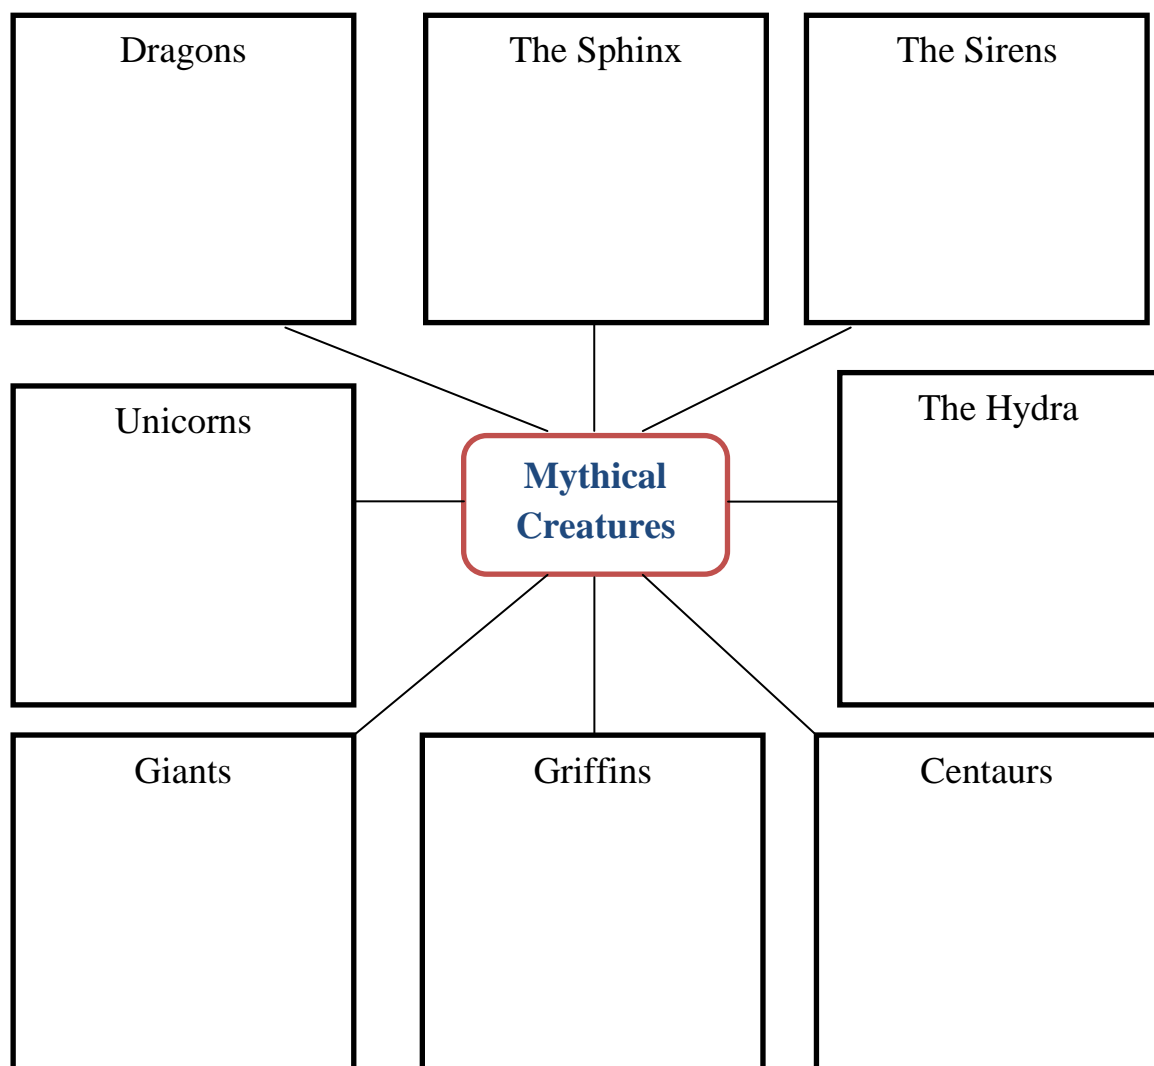 Dragons
The Sphinx
The Sirens
Unicorns
Mythical
Creatures
The Hydra
Giants
Griffins
Centaurs